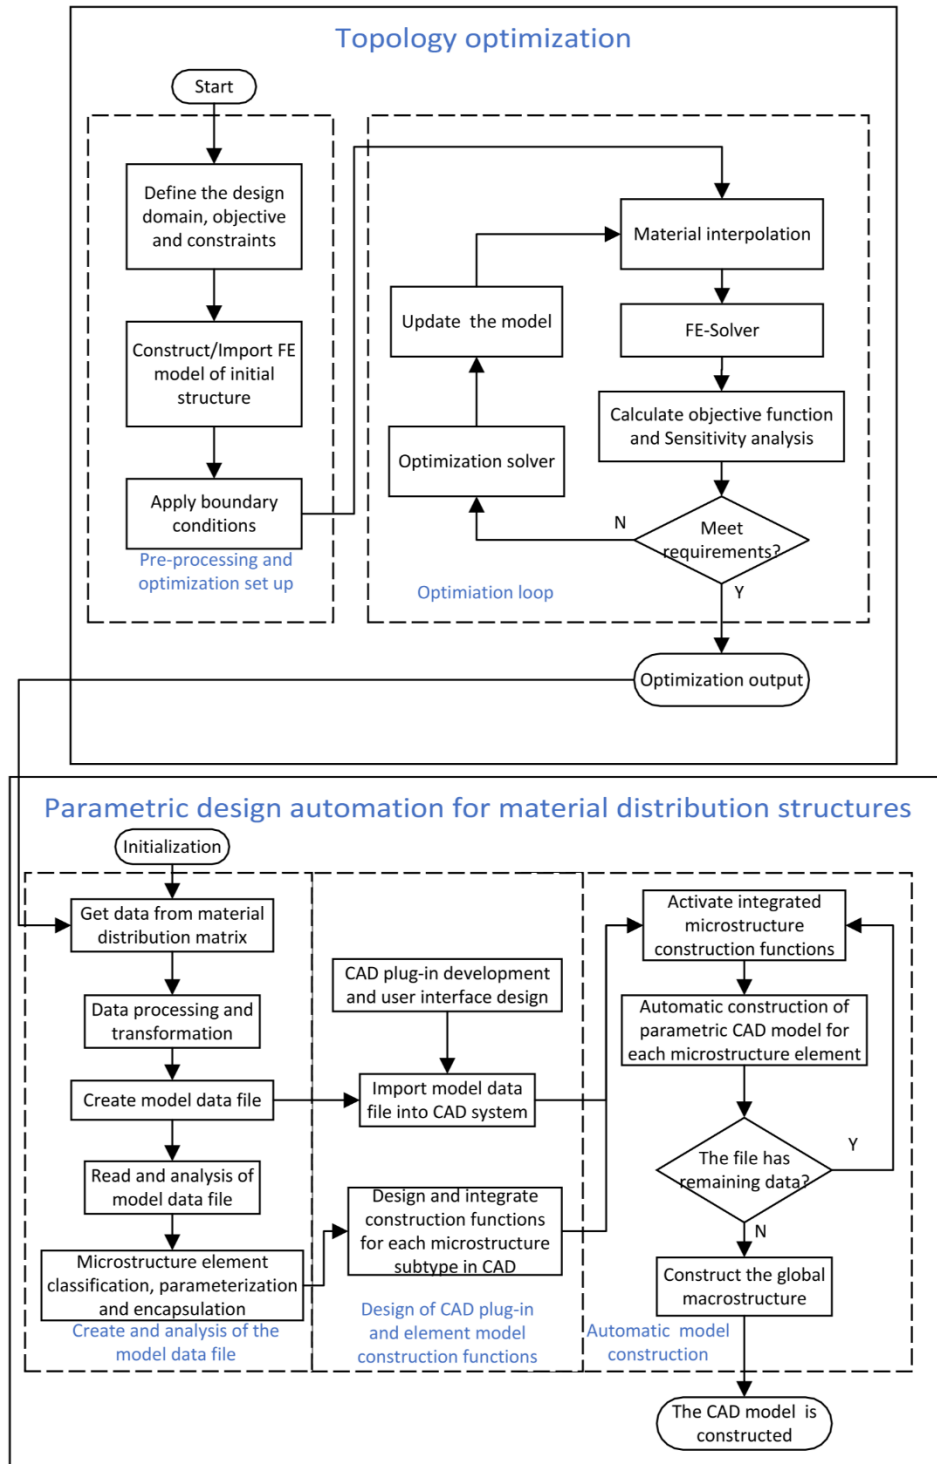 Topology optimization
Start
Define the design
domain, objective
and constraints
Construct/Import FE
model of initial
structure
Apply boundary
conditions
Pre-processing and
optimization set up
Material interpolation
FE-Solver
Calculate objective function
and Sensitivity analysis
Meet
requirements?
N
Y
Optimization solver
Update the model
Optimiation loop
Optimization output
Parametric design automation for material distribution structures
Initialization
Get data from material
distribution matrix
Data processing and
transformation
Create model data file
Read and analysis of
model data file
Microstructure element
classification, parameterization
and encapsulation
Create and analysis of the
model data file
CAD plug-in development
and user interface design
Import model data
file into CAD system
Design and integrate
construction functions
for each microstructure
subtype in CAD
Design of CAD plug-in
and element model
construction functions
Activate integrated
microstructure
construction functions
Automatic construction of
parametric CAD model for
each microstructure element
The file has
remaining data?
Y
N
Construct the global
macrostructure
Automatic model
construction
The CAD model is
constructed